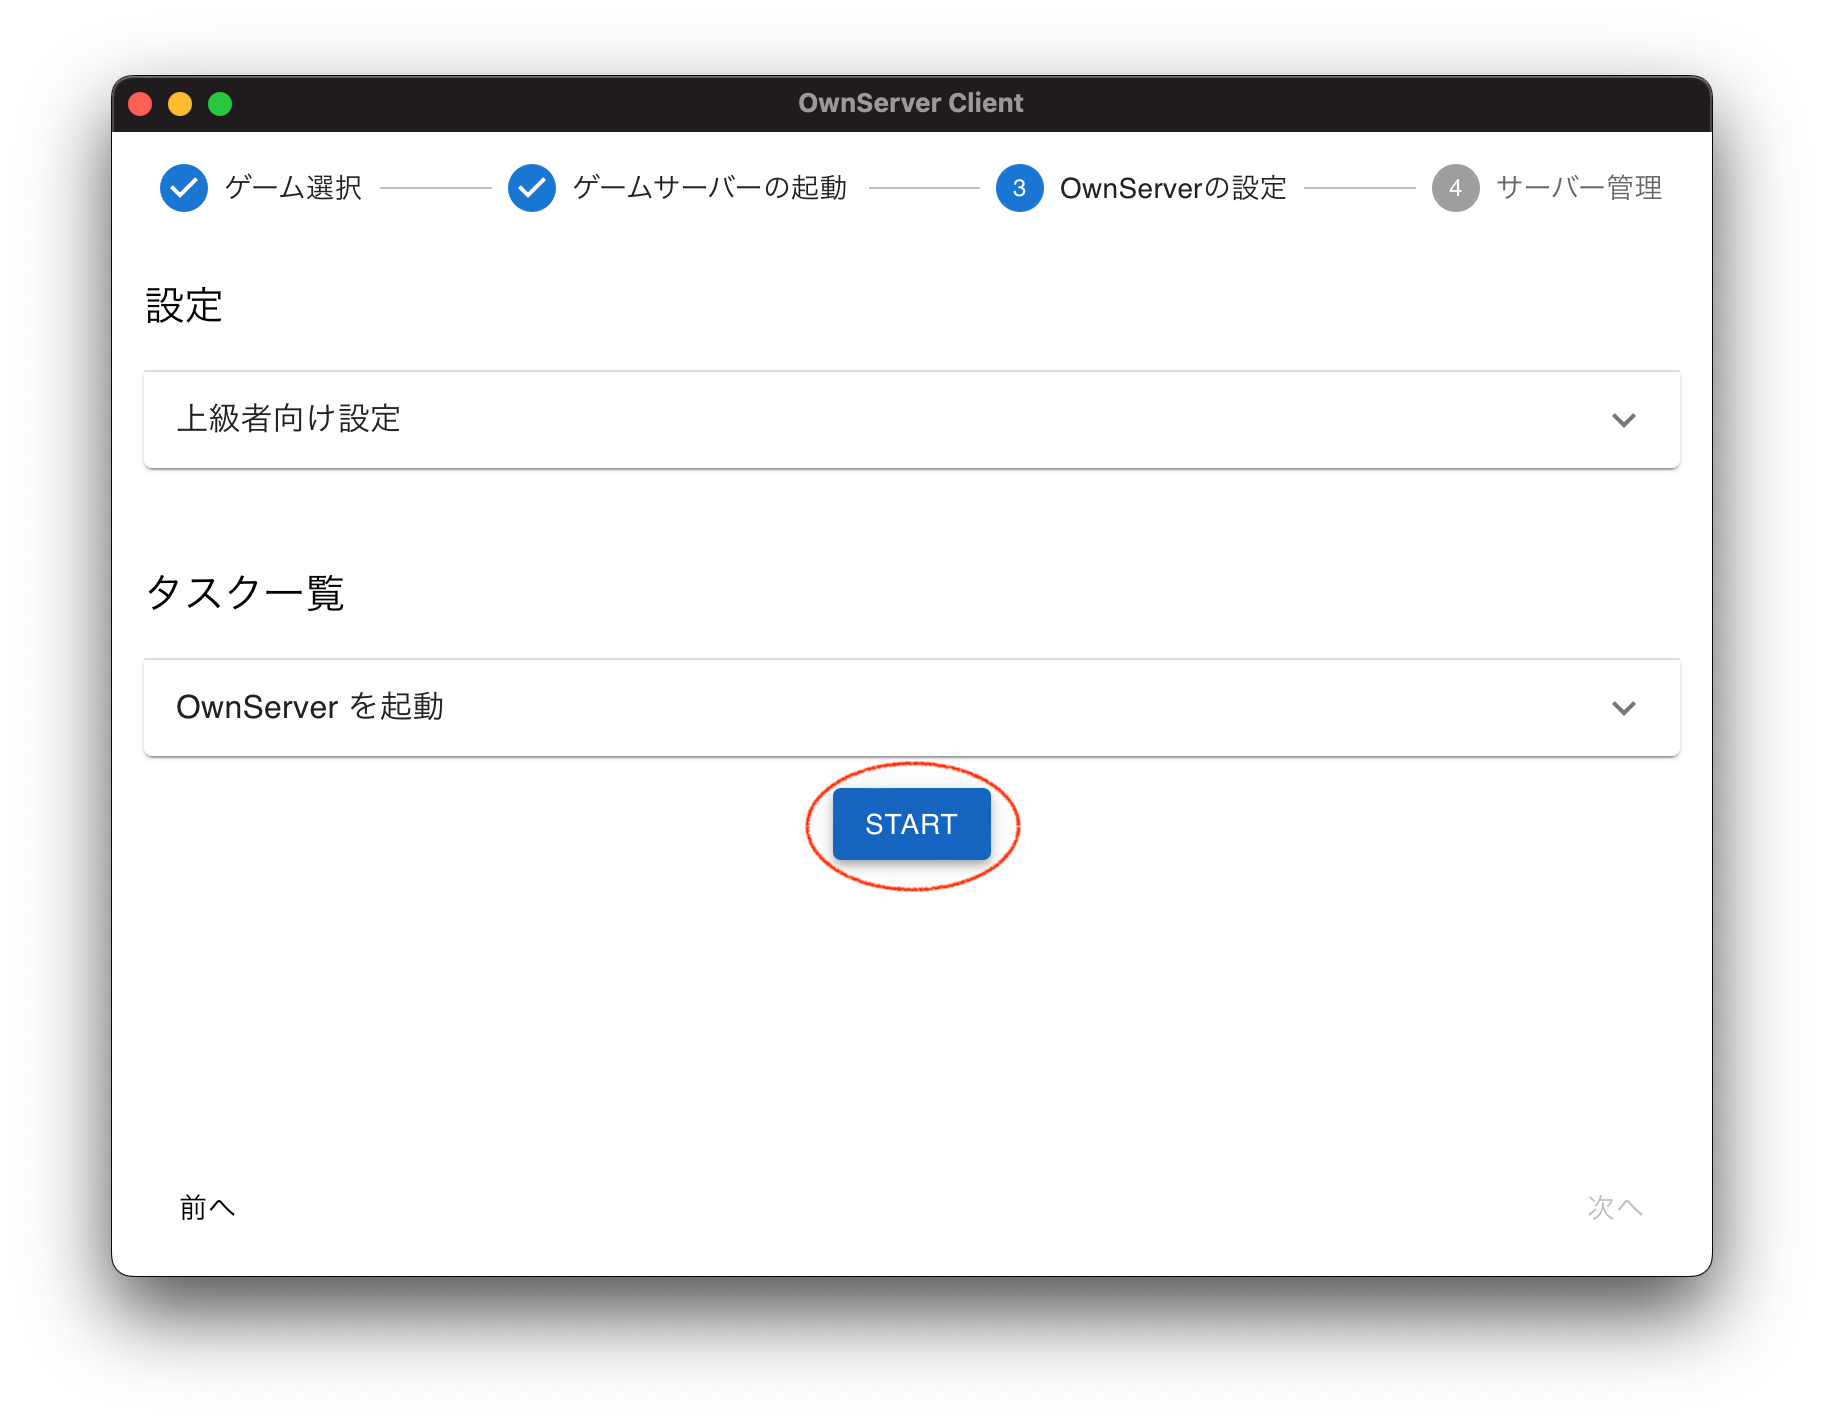 OwnServer Client
ゲーム選択
ゲームサーバーの起動
3 OwnServerの設定
4 サーバー管理
設定
上級者向け設定
タスク一覧
OwnServer を起動
START
前へ
次へ